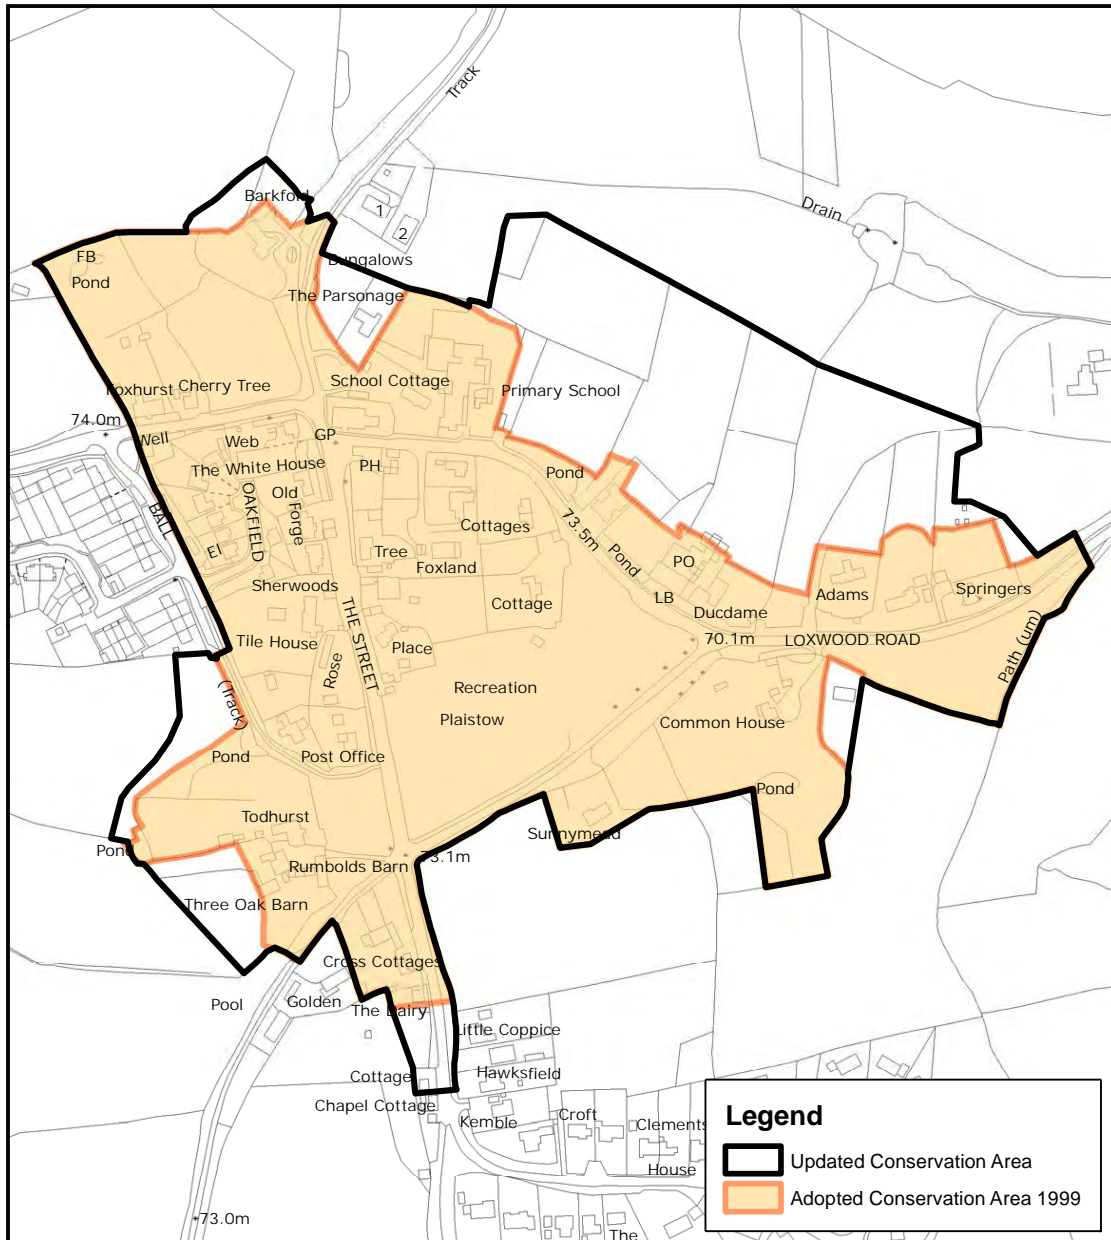 Track
Barkfold
1
2
Drain
FB
Pond
Bungalows
The Parsonage
Foxhurst
Cherry Tree
School Cottage
Primary School
74.0m
Well
Web
GP
The White House
PH
Pond
OAKFIELD
Old
Forge
BALL
Cottages
73.5m
El
Tree
Foxland
Pond
PO
Sherwoods
Cottage
LB
Adams
Springers
Ducdame
THE STREET
Tile House
Place
70.1m
LOXWOOD ROAD
Path (um)
Rose
(Track)
Recreation
Plaistow
Common House
Pond
Post Office
Pond
Todhurst
Sunnymead
Pond
73.1m
Rumbolds Barn
Three Oak Barn
Cross Cottages
Pool
Golden
The Dairy
Little Coppice
Cottage
Hawksfield
Chapel Cottage
Kemble
Croft
Clements
House
73.0m
The
Legend
Updated Conservation Area
Adopted Conservation Area 1999